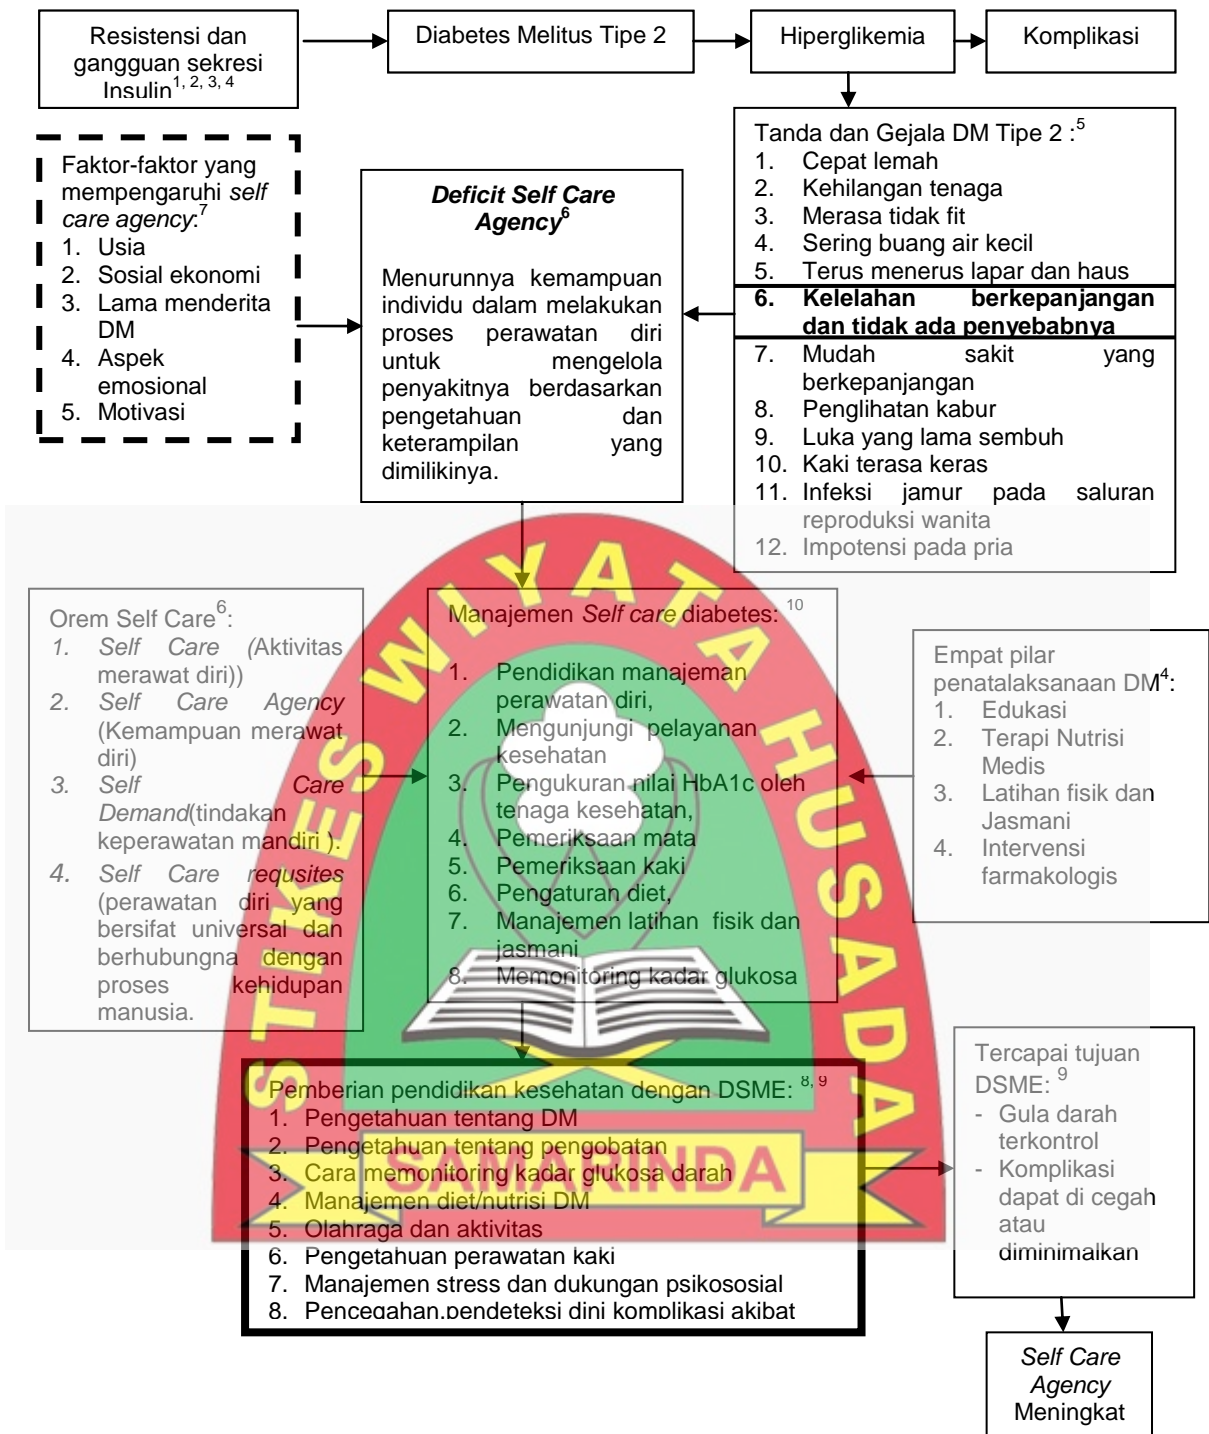 Resistensi dan
gangguan sekresi
Insulin1, 2, 3, 4
Diabetes Melitus Tipe 2
Hiperglikemia
Komplikasi
Faktor-faktor yang
mempengaruhi self
care agency:7
1. Usia
2. Sosial ekonomi
3. Lama menderita
DM
4. Aspek
emosional
5. Motivasi
Deficit Self Care
Agency6
Menurunnya kemampuan
individu dalam melakukan
proses perawatan diri
untuk mengelola
penyakitnya berdasarkan
pengetahuan dan
keterampilan yang
dimilikinya.
Tanda dan Gejala DM Tipe 2 :5
1. Cepat lemah
2. Kehilangan tenaga
3. Merasa tidak fit
4. Sering buang air kecil
5. Terus menerus lapar dan haus
6. Kelelahan berkepanjangan
dan tidak ada penyebabnya
7. Mudah sakit yang
berkepanjangan
8. Penglihatan kabur
9. Luka yang lama sembuh
10. Kaki terasa keras
11. Infeksi jamur pada saluran
reproduksi wanita
12. Impotensi pada pria
Orem Self Care6:
1. Self Care (Aktivitas
merawat diri))
2. Self Care Agency
(Kemampuan merawat
diri)
3. Self Care
Demand(tindakan
keperawatan mandiri ).
4. Self Care requsites
(perawatan diri yang
bersifat universal dan
berhubungna dengan
proses kehidupan
manusia.
Manajemen Self care diabetes: 10
1. Pendidikan manajeman
perawatan diri,
2. Mengunjungi pelayanan
kesehatan
3. Pengukuran nilai HbA1c oleh
tenaga kesehatan,
4. Pemeriksaan mata
5. Pemeriksaan kaki
6. Pengaturan diet,
7. Manajemen latihan fisik dan
jasmani
8. Memonitoring kadar glukosa
Empat pilar
penatalaksanaan DM4:
1. Edukasi
2. Terapi Nutrisi
Medis
3. Latihan fisik dan
Jasmani
4. Intervensi
farmakologis
Pemberian pendidikan kesehatan dengan DSME: 8, 9
1. Pengetahuan tentang DM
2. Pengetahuan tentang pengobatan
3. Cara memonitoring kadar glukosa darah
4. Manajemen diet/nutrisi DM
5. Olahraga dan aktivitas
6. Pengetahuan perawatan kaki
7. Manajemen stress dan dukungan psikososial
8. Pencegahan,pendeteksi dini komplikasi akibat
Tercapai tujuan
DSME: 9
- Gula darah
terkontrol
- Komplikasi
dapat di cegah
atau
diminimalkan
Self Care
Agency
Meningkat
STIKES WIYATA HUSADA
SAMARINDA